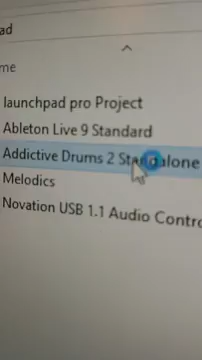 ad
me
launchpad pro Project
Ableton Live 9 Standard
Addictive Drums 2 Standalone
Melodics
Novation USB 1.1 Audio Contro